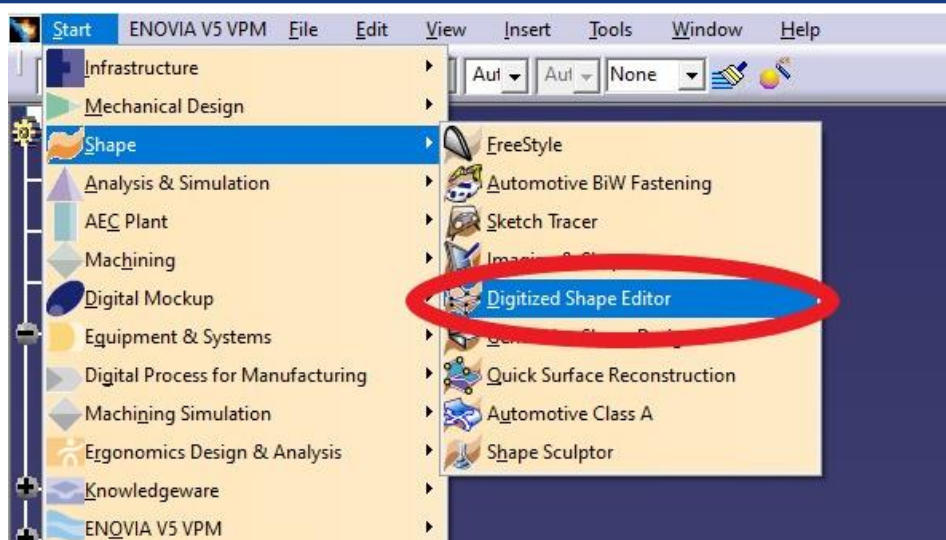 Start ENOVIA V5 VPM File Edit View Insert Tools Window Help
Aut Aut None
Infrastructure
Mechanical Design
Shape
Analysis & Simulation
AEC Plant
Machining
Digital Mockup
Equipment & Systems
Digital Process for Manufacturing
Machining Simulation
Ergonomics Design & Analysis
Knowledgeware
ENOVIA V5 VPM
FreeStyle
Automotive BiW Fastening
Sketch Tracer
Digitized Shape Editor
Quick Surface Reconstruction
Automotive Class A
Shape Sculptor